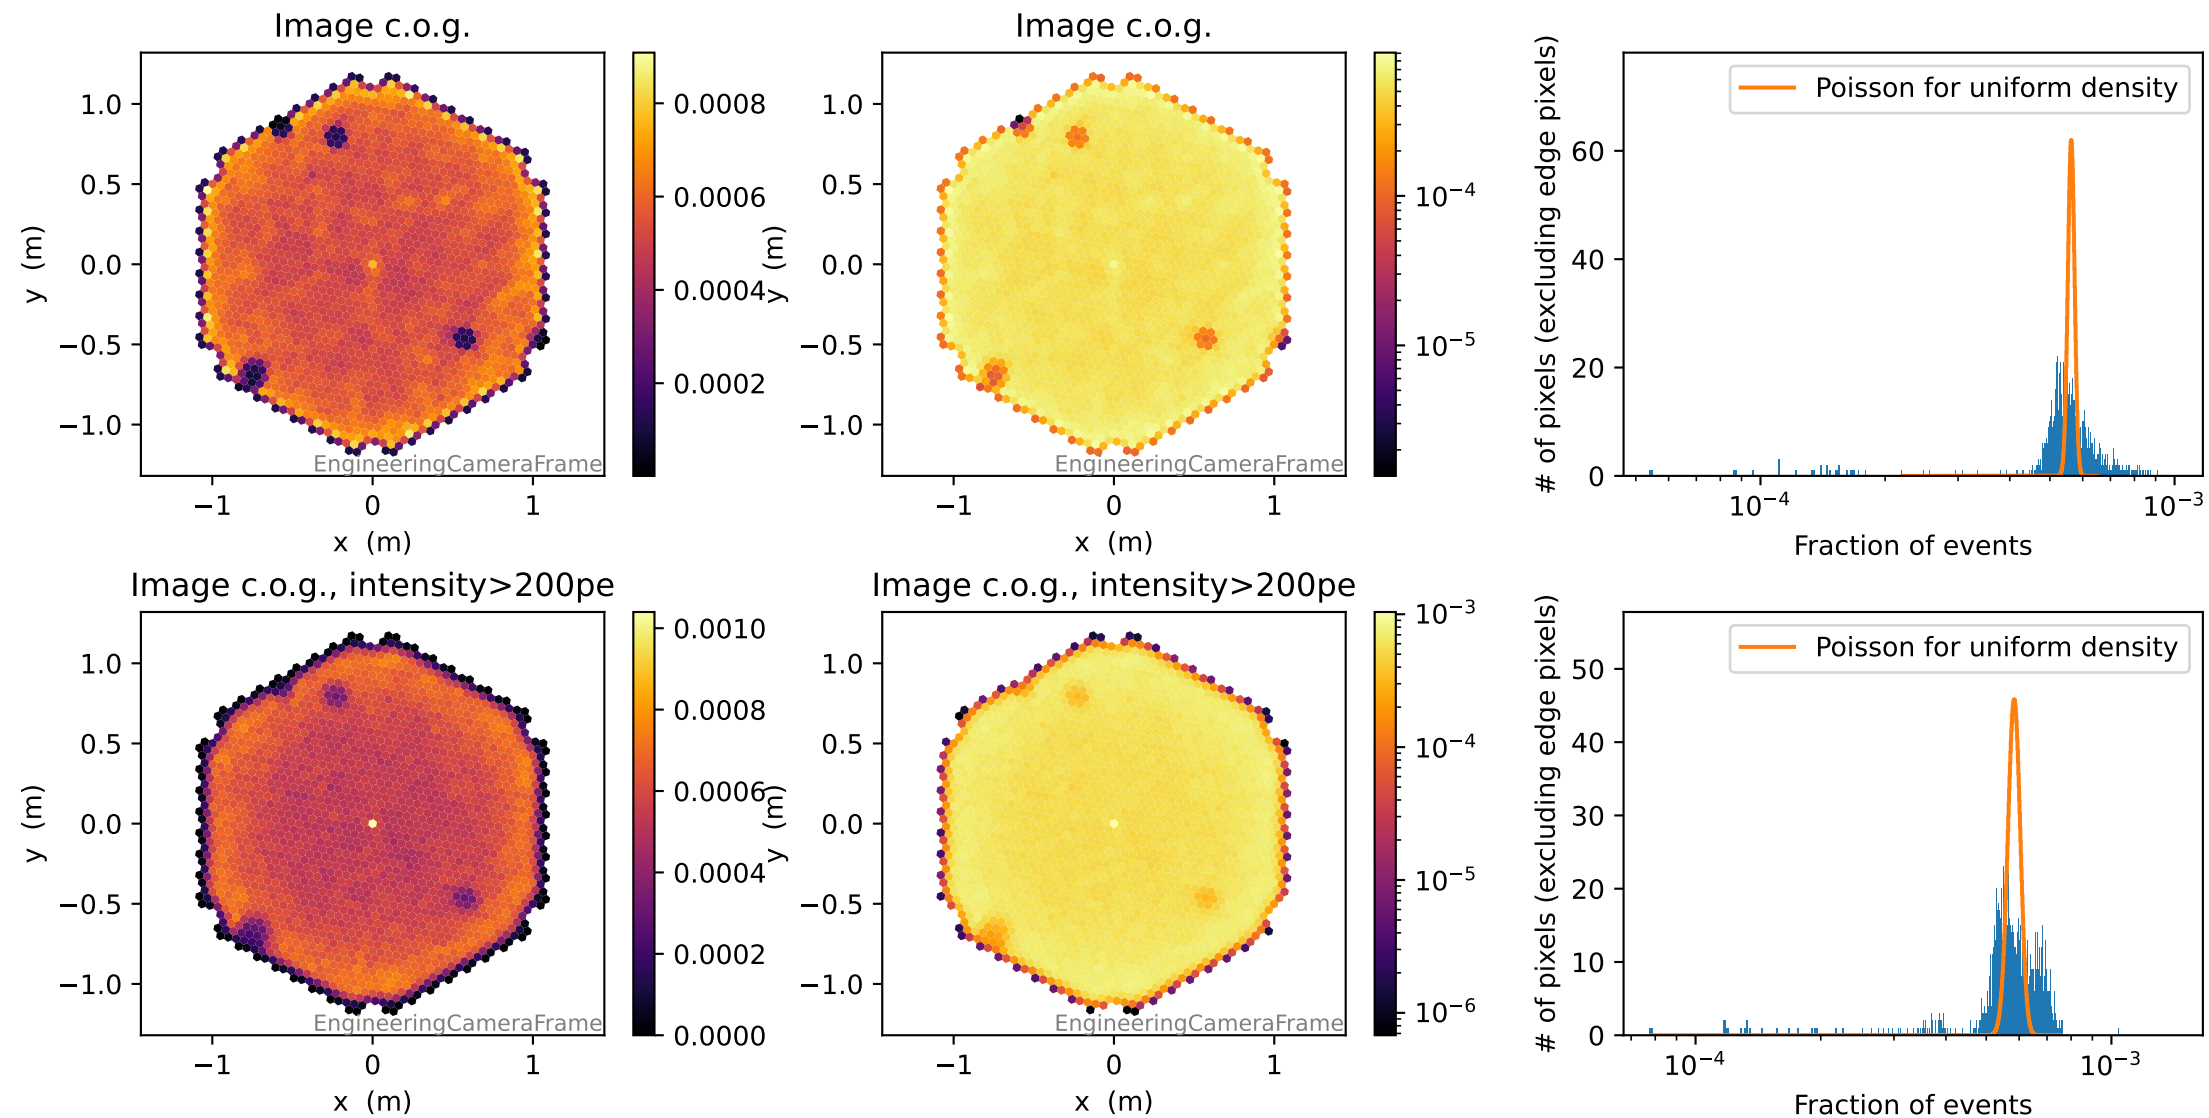 Image c.o.g.
1.0
0.5
0.0
−0.5
−1.0
y (m)
EngineeringCameraFrame
−1
0
1
x (m)
0.0008
0.0006
0.0004
0.0002
Image c.o.g.
1.0
0.5
0.0
−0.5
−1.0
y (m)
EngineeringCameraFrame
−1
0
1
x (m)
10⁻⁴
10⁻⁵
# of pixels (excluding edge pixels)
60
40
20
0
Poisson for uniform density
10⁻⁴
10⁻³
Fraction of events
Image c.o.g., intensity>200pe
1.0
0.5
0.0
−0.5
−1.0
y (m)
EngineeringCameraFrame
−1
0
1
x (m)
0.0010
0.0008
0.0006
0.0004
0.0002
0.0000
Image c.o.g., intensity>200pe
1.0
0.5
0.0
−0.5
−1.0
y (m)
EngineeringCameraFrame
−1
0
1
x (m)
10⁻³
10⁻⁴
10⁻⁵
10⁻⁶
# of pixels (excluding edge pixels)
50
40
30
20
10
0
Poisson for uniform density
10⁻⁴
10⁻³
Fraction of events